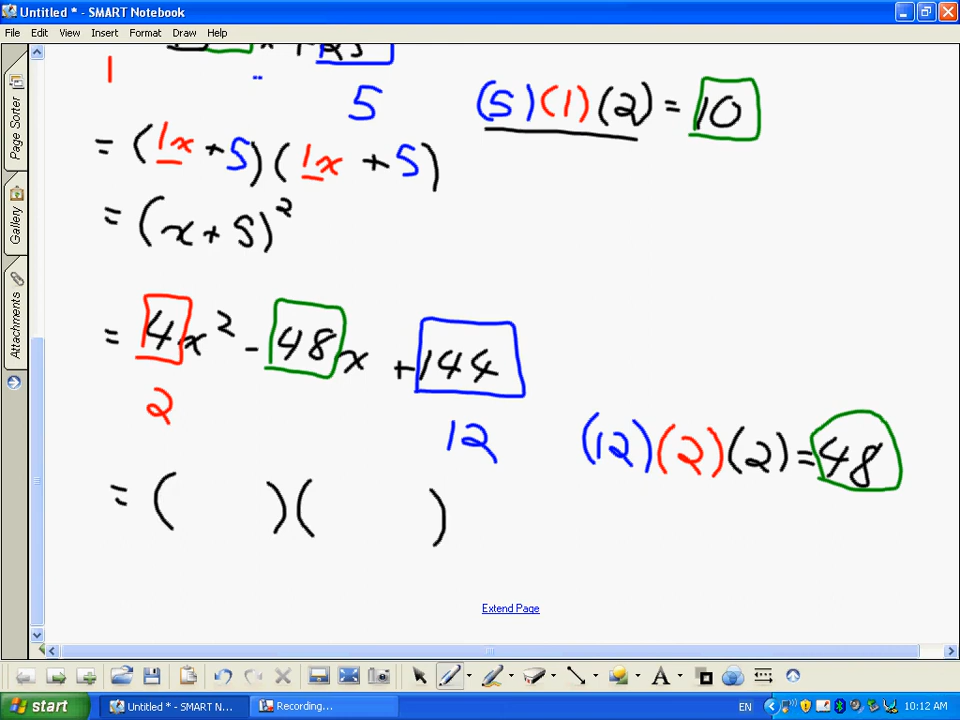 Untitled * - SMART Notebook
File Edit View Insert Format Draw Help
Page Sorter
Gallery
Attachments
1
5
(5)(1)(2) = 10
= (1x + 5)(1x + 5)
= (x + 5)²
= 4x² - 48x + 144
2
12
(12)(2)(2) = 48
= ( )( )
Extend Page
start
Untitled * - SMART N...
Recording...
EN
10:12 AM